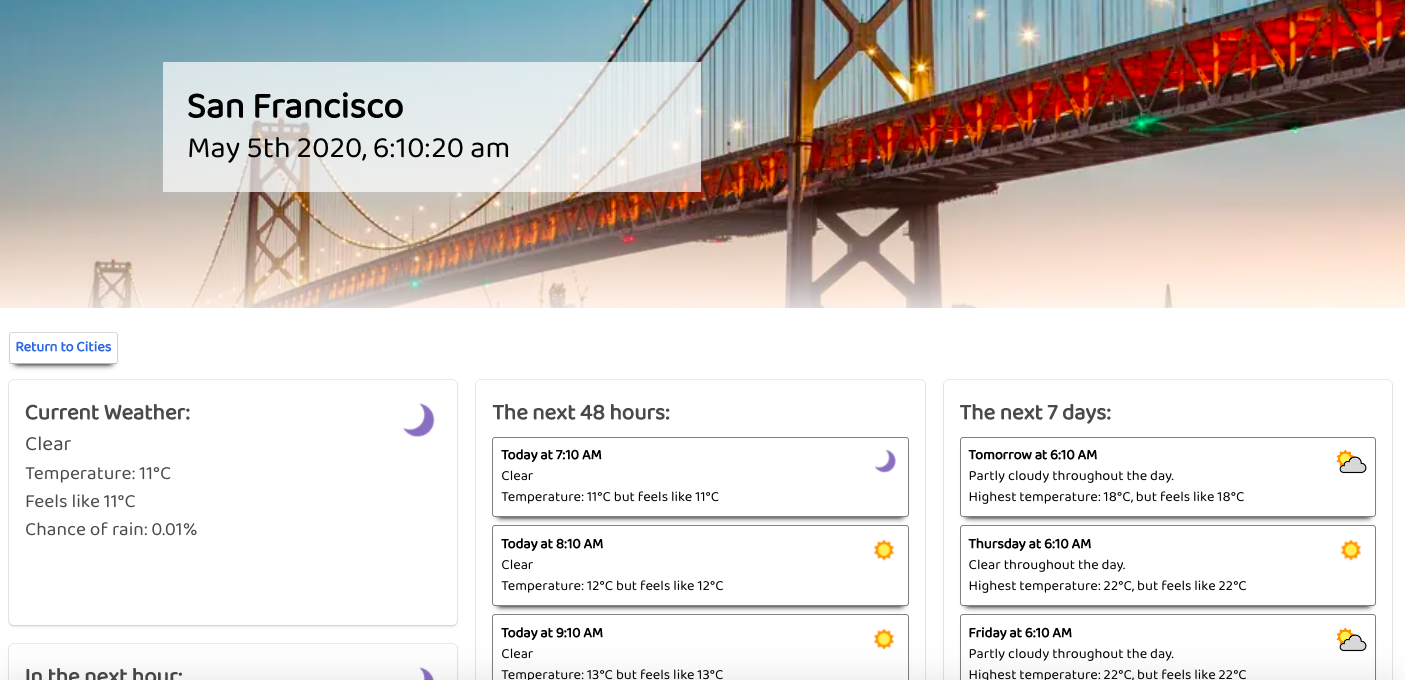 San Francisco
May 5th 2020, 6:10:20 am
Return to Cities
Current Weather:
Clear
Temperature: 11°C
Feels like 11°C
Chance of rain: 0.01%
In the next hour:
The next 48 hours:
Today at 7:10 AM
Clear
Temperature: 11°C but feels like 11°C
Today at 8:10 AM
Clear
Temperature: 12°C but feels like 12°C
Today at 9:10 AM
Clear
Temperature: 13°C but feels like 13°C
The next 7 days:
Tomorrow at 6:10 AM
Partly cloudy throughout the day.
Highest temperature: 18°C, but feels like 18°C
Thursday at 6:10 AM
Clear throughout the day.
Highest temperature: 22°C, but feels like 22°C
Friday at 6:10 AM
Partly cloudy throughout the day.
Highest temperature: 22°C, but feels like 22°C